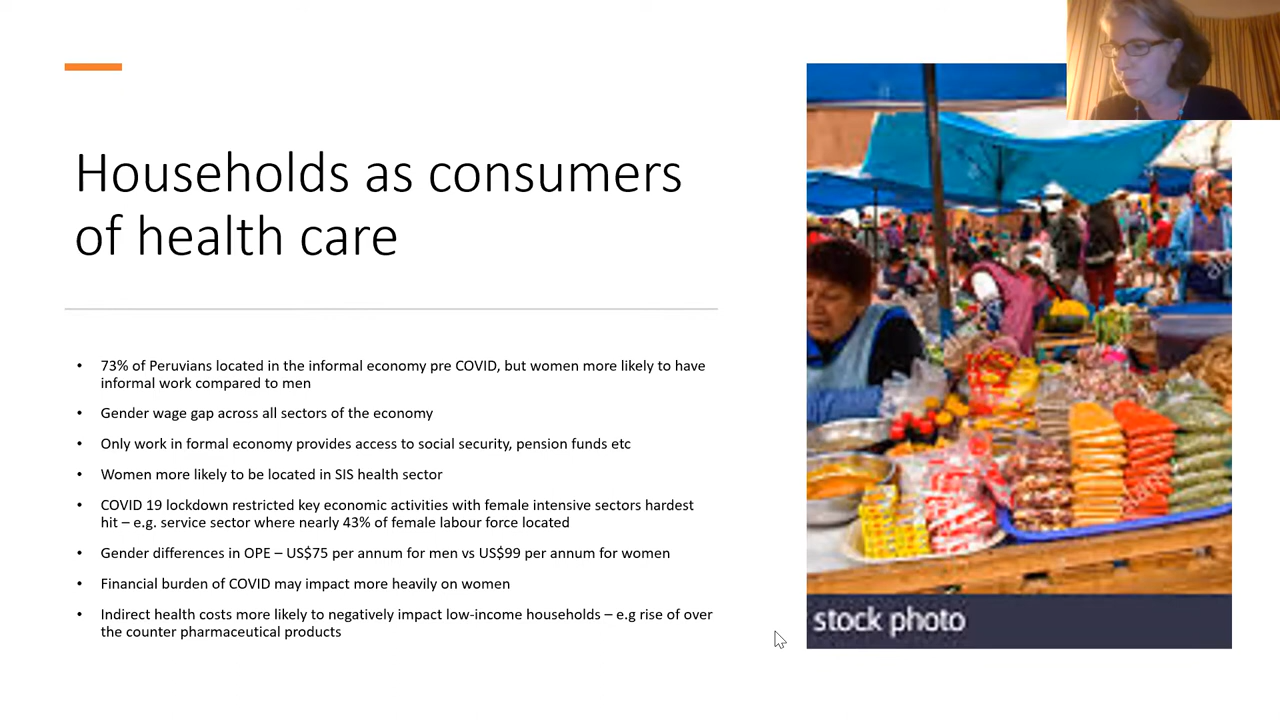 Households as consumers
of health care
• 73% of Peruvians located in the informal economy pre COVID, but women more likely to have
informal work compared to men
• Gender wage gap across all sectors of the economy
• Only work in formal economy provides access to social security, pension funds etc
• Women more likely to be located in SIS health sector
• COVID 19 lockdown restricted key economic activities with female intensive sectors hardest
hit – e.g. service sector where nearly 43% of female labour force located
• Gender differences in OPE – US$75 per annum for men vs US$99 per annum for women
• Financial burden of COVID may impact more heavily on women
• Indirect health costs more likely to negatively impact low-income households – e.g rise of over
the counter pharmaceutical products
stock photo